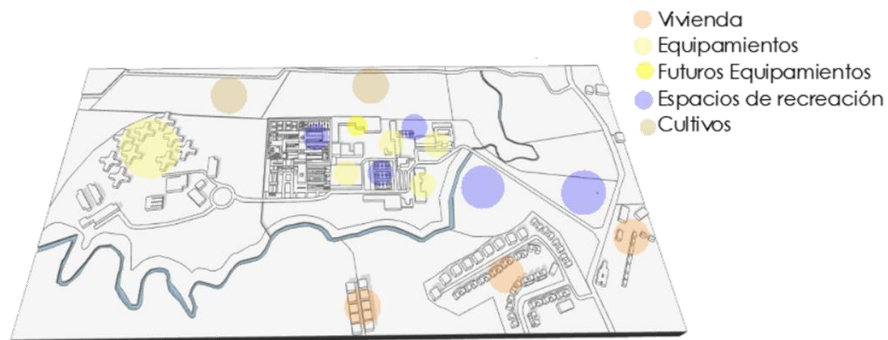 Vivienda
Equipamientos
Futuros Equipamientos
Espacios de recreación
Cultivos